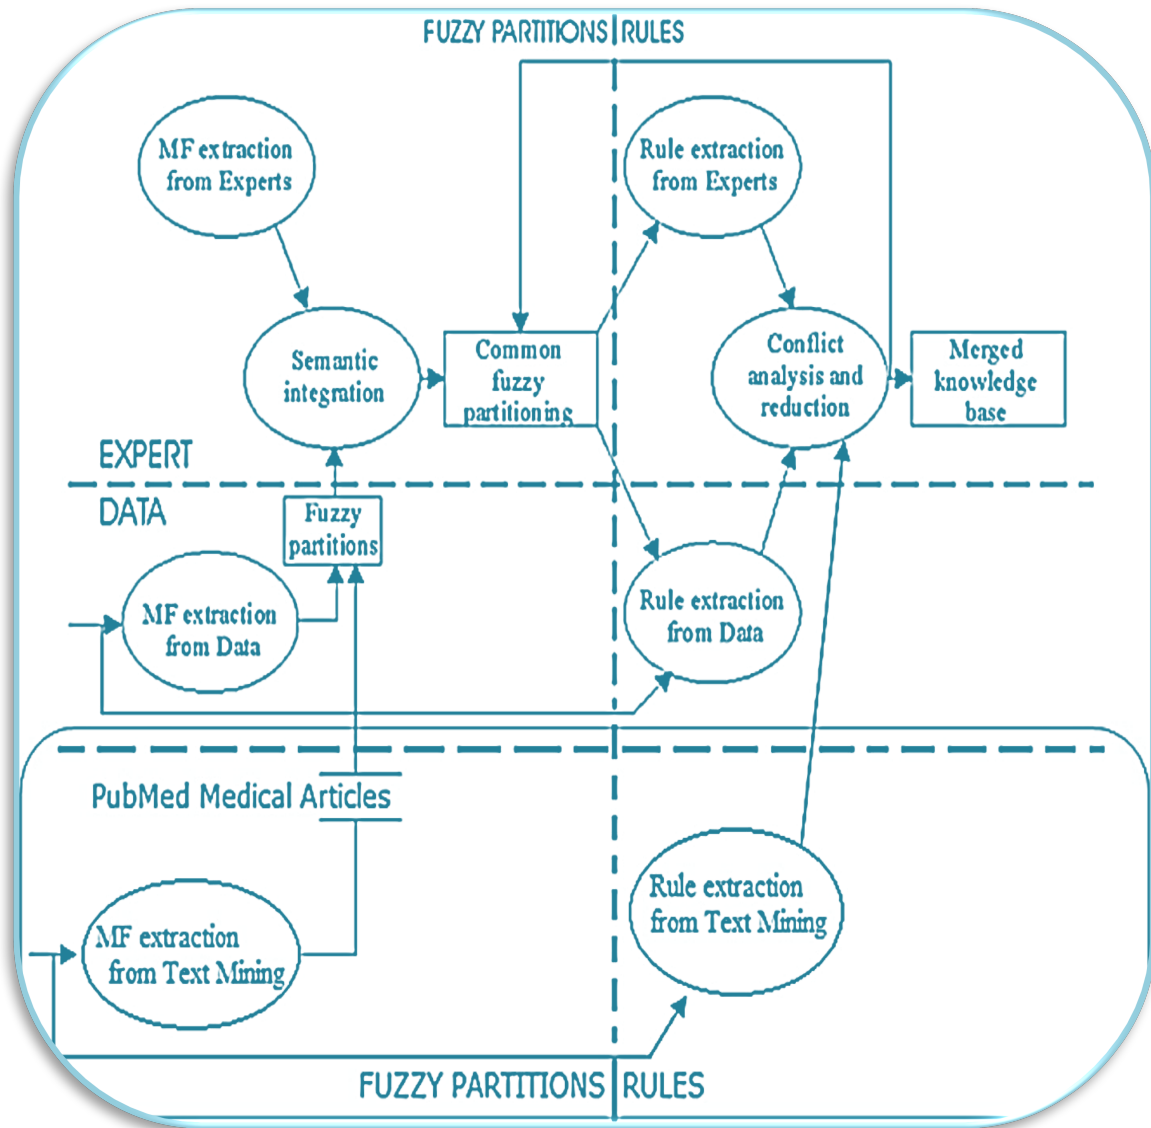 FUZZY PARTITIONS RULES
MF extraction
from Experts
Rule extraction
from Experts
Semantic
integration
Common
fuzzy
partitioning
Conflict
analysis and
reduction
Merged
knowledge
base
EXPERT
DATA
Fuzzy
partitions
MF extraction
from Data
Rule extraction
from Data
PubMed Medical Articles
MF extraction
from Text Mining
Rule extraction
from Text Mining
FUZZY PARTITIONS RULES